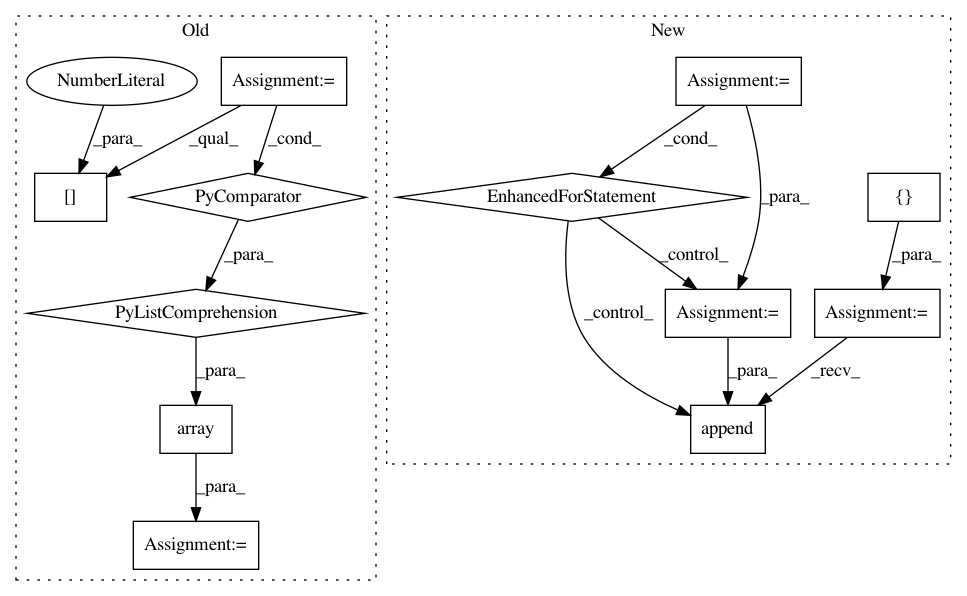 Old
New
NumberLiteral
Assignment:=
Assignment:=
_para_
_qual_
_cond_
_cond_
[]
PyComparator
EnhancedForStatement
_para_
{}
_para_
_control_
_para_
PyListComprehension
_control_
Assignment:=
Assignment:=
_para_
_para_
_recv_
array
append
_para_
Assignment:=